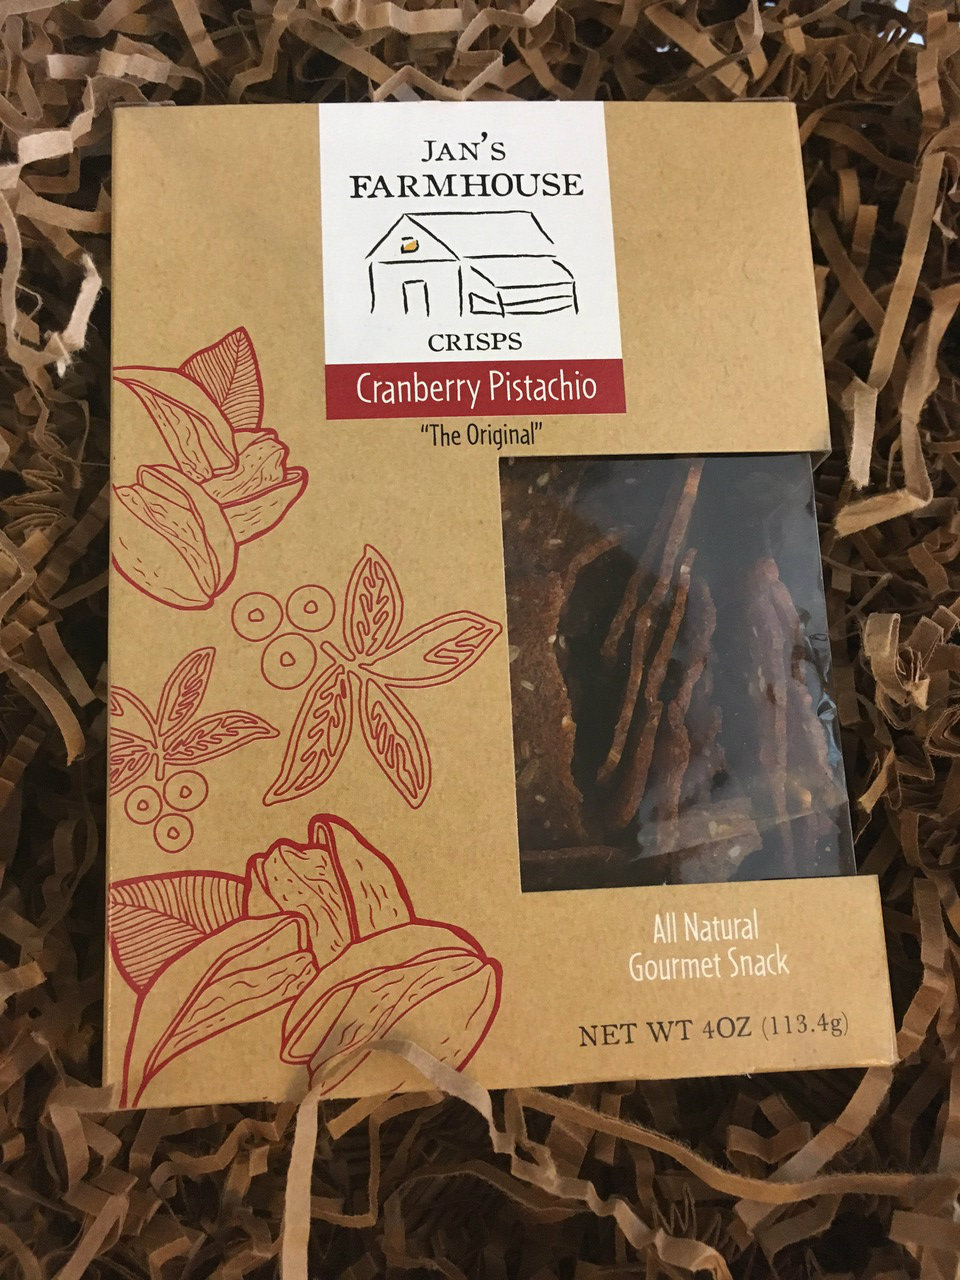 JAN'S
FARMHOUSE
CRISPS
Cranberry Pistachio
“The Original”
All Natural
Gourmet Snack
NET WT 4OZ (113.4g)